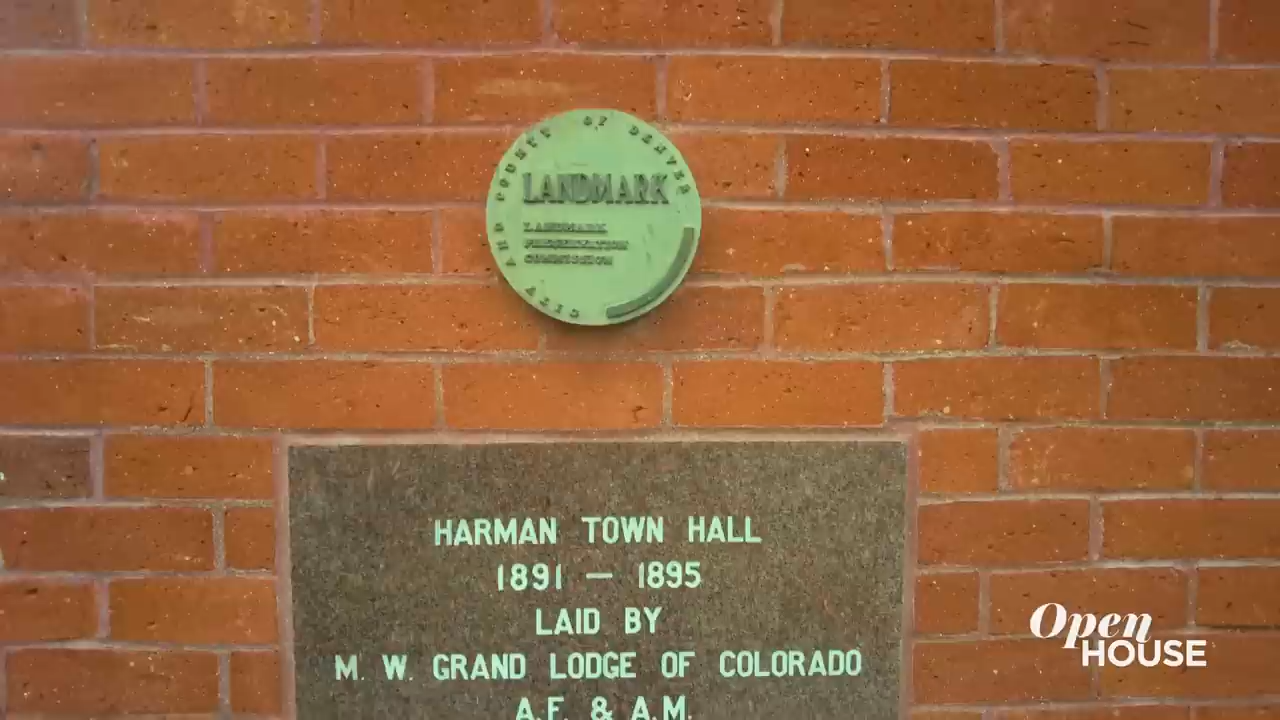 CITY AND COUNTY OF DENVER
LANDMARK
LANDMARK
PRESERVATION
COMMISSION
HARMAN TOWN HALL
1891 — 1895
LAID BY
M. W. GRAND LODGE OF COLORADO
A.F. & A.M.
Open
HOUSE